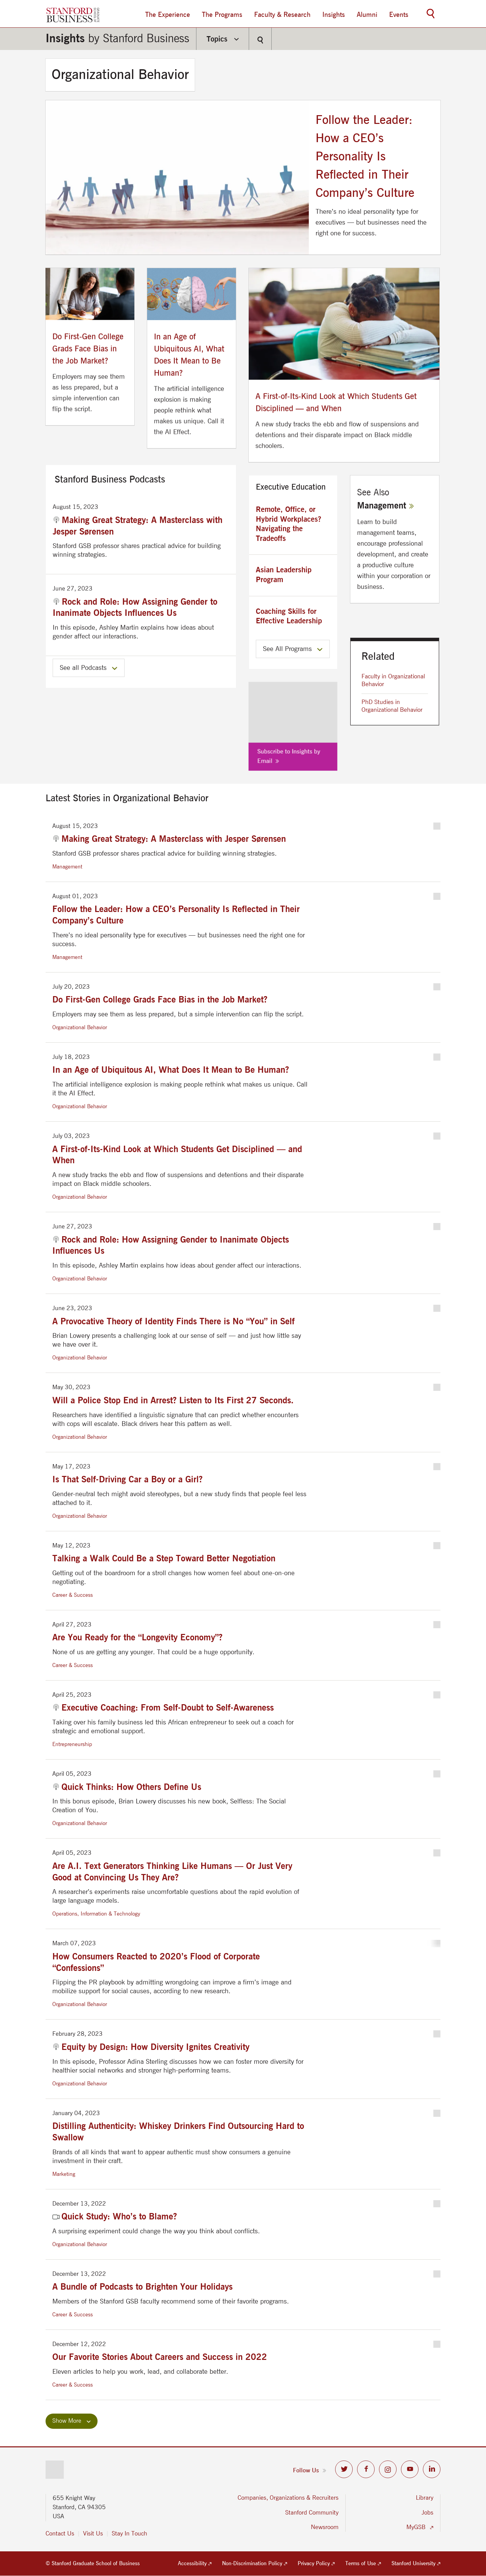 STANFORD
BUSINESS
The Experience
The Programs
Faculty & Research
Insights
Alumni
Events
Insights by Stanford Business
Topics
Organizational Behavior
Follow the Leader:
How a CEO’s
Personality Is
Reflected in Their
Company’s Culture
There’s no ideal personality type for
executives — but businesses need the
right one for success.
Do First-Gen College
Grads Face Bias in
the Job Market?
Employers may see them
as less prepared, but a
simple intervention can
flip the script.
In an Age of
Ubiquitous AI, What
Does It Mean to Be
Human?
The artificial intelligence
explosion is making
people rethink what
makes us unique. Call it
the AI Effect.
A First-of-Its-Kind Look at Which Students Get
Disciplined — and When
A new study tracks the ebb and flow of suspensions and
detentions and their disparate impact on Black middle
schoolers.
Stanford Business Podcasts
August 15, 2023
Making Great Strategy: A Masterclass with
Jesper Sørensen
Stanford GSB professor shares practical advice for building
winning strategies.
June 27, 2023
Rock and Role: How Assigning Gender to
Inanimate Objects Influences Us
In this episode, Ashley Martin explains how ideas about
gender affect our interactions.
See all Podcasts
Executive Education
Remote, Office, or
Hybrid Workplaces?
Navigating the
Tradeoffs
Asian Leadership
Program
Coaching Skills for
Effective Leadership
See All Programs
Subscribe to Insights by
Email »
See Also
Management »
Learn to build
management teams,
encourage professional
development, and create
a productive culture
within your corporation or
business.
Related
Faculty in Organizational
Behavior
PhD Studies in
Organizational Behavior
Latest Stories in Organizational Behavior
August 15, 2023
Making Great Strategy: A Masterclass with Jesper Sørensen
Stanford GSB professor shares practical advice for building winning strategies.
Management
August 01, 2023
Follow the Leader: How a CEO’s Personality Is Reflected in Their
Company’s Culture
There’s no ideal personality type for executives — but businesses need the right one for
success.
Management
July 20, 2023
Do First-Gen College Grads Face Bias in the Job Market?
Employers may see them as less prepared, but a simple intervention can flip the script.
Organizational Behavior
July 18, 2023
In an Age of Ubiquitous AI, What Does It Mean to Be Human?
The artificial intelligence explosion is making people rethink what makes us unique. Call
it the AI Effect.
Organizational Behavior
July 03, 2023
A First-of-Its-Kind Look at Which Students Get Disciplined — and
When
A new study tracks the ebb and flow of suspensions and detentions and their disparate
impact on Black middle schoolers.
Organizational Behavior
June 27, 2023
Rock and Role: How Assigning Gender to Inanimate Objects
Influences Us
In this episode, Ashley Martin explains how ideas about gender affect our interactions.
Organizational Behavior
June 23, 2023
A Provocative Theory of Identity Finds There is No “You” in Self
Brian Lowery presents a challenging look at our sense of self — and just how little say
we have over it.
Organizational Behavior
May 30, 2023
Will a Police Stop End in Arrest? Listen to Its First 27 Seconds.
Researchers have identified a linguistic signature that can predict whether encounters
with cops will escalate. Black drivers hear this pattern as well.
Organizational Behavior
May 17, 2023
Is That Self-Driving Car a Boy or a Girl?
Gender-neutral tech might avoid stereotypes, but a new study finds that people feel less
attached to it.
Organizational Behavior
May 12, 2023
Talking a Walk Could Be a Step Toward Better Negotiation
Getting out of the boardroom for a stroll changes how women feel about one-on-one
negotiating.
Career & Success
April 27, 2023
Are You Ready for the “Longevity Economy”?
None of us are getting any younger. That could be a huge opportunity.
Career & Success
April 25, 2023
Executive Coaching: From Self-Doubt to Self-Awareness
Taking over his family business led this African entrepreneur to seek out a coach for
strategic and emotional support.
Entrepreneurship
April 05, 2023
Quick Thinks: How Others Define Us
In this bonus episode, Brian Lowery discusses his new book, Selfless: The Social
Creation of You.
Organizational Behavior
April 05, 2023
Are A.I. Text Generators Thinking Like Humans — Or Just Very
Good at Convincing Us They Are?
A researcher’s experiments raise uncomfortable questions about the rapid evolution of
large language models.
Operations, Information & Technology
March 07, 2023
How Consumers Reacted to 2020’s Flood of Corporate
“Confessions”
Flipping the PR playbook by admitting wrongdoing can improve a firm’s image and
mobilize support for social causes, according to new research.
Organizational Behavior
February 28, 2023
Equity by Design: How Diversity Ignites Creativity
In this episode, Professor Adina Sterling discusses how we can foster more diversity for
healthier social networks and stronger high-performing teams.
Organizational Behavior
January 04, 2023
Distilling Authenticity: Whiskey Drinkers Find Outsourcing Hard to
Swallow
Brands of all kinds that want to appear authentic must show consumers a genuine
investment in their craft.
Marketing
December 13, 2022
Quick Study: Who’s to Blame?
A surprising experiment could change the way you think about conflicts.
Organizational Behavior
December 13, 2022
A Bundle of Podcasts to Brighten Your Holidays
Members of the Stanford GSB faculty recommend some of their favorite programs.
Career & Success
December 12, 2022
Our Favorite Stories About Careers and Success in 2022
Eleven articles to help you work, lead, and collaborate better.
Career & Success
Show More
Follow Us »
655 Knight Way
Stanford, CA 94305
USA
Contact Us
Visit Us
Stay In Touch
Companies, Organizations & Recruiters
Stanford Community
Newsroom
Library
Jobs
MyGSB
© Stanford Graduate School of Business
Accessibility
Non-Discrimination Policy
Privacy Policy
Terms of Use
Stanford University